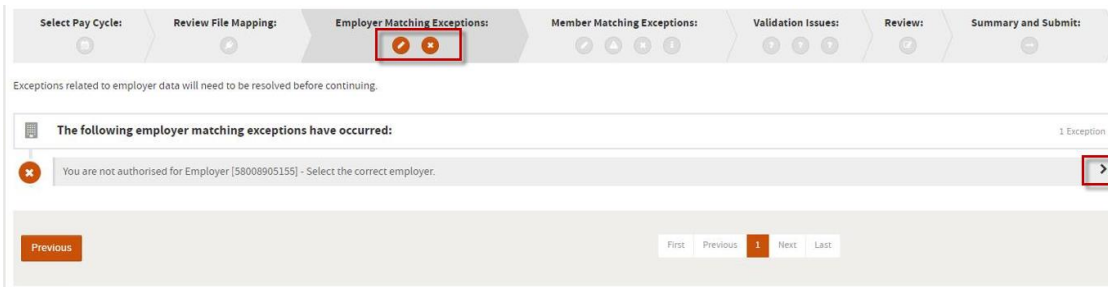 Select Pay Cycle: Review File Mapping: Employer Matching Exceptions: Member Matching Exceptions: Validation Issues: Review: Summary and Submit:
Exceptions related to employer data will need to be resolved before continuing.
The following employer matching exceptions have occurred: 1 Exception
You are not authorised for Employer [58008905155] - Select the correct employer.
Previous First Previous 1 Next Last